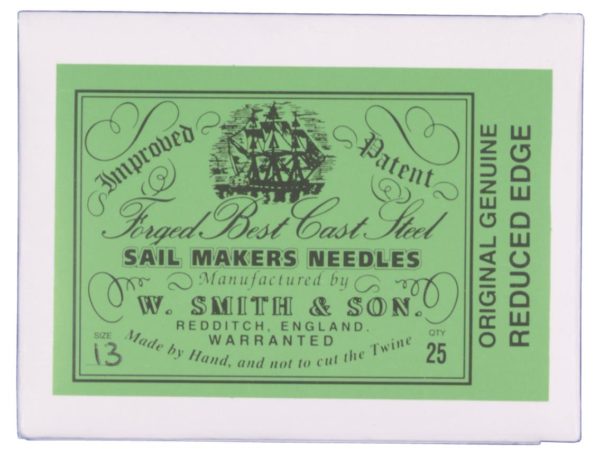 Improved Patent
Forged Best Cast Steel
SAIL MAKERS NEEDLES
Manufactured by
W. SMITH & SON.
REDDITCH, ENGLAND.
WARRANTED
Made by Hand, and not to cut the Twine
SIZE
13
QTY
25
ORIGINAL GENUINE
REDUCED EDGE